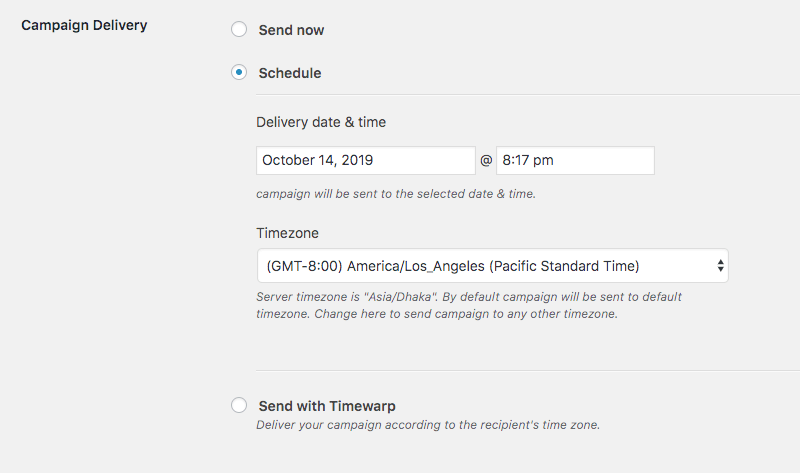 Campaign Delivery
Send now
Schedule
Delivery date & time
October 14, 2019 @ 8:17 pm
campaign will be sent to the selected date & time.
Timezone
(GMT-8:00) America/Los_Angeles (Pacific Standard Time)
Server timezone is "Asia/Dhaka". By default campaign will be sent to default
timezone. Change here to send campaign to any other timezone.
Send with Timewarp
Deliver your campaign according to the recipient's time zone.